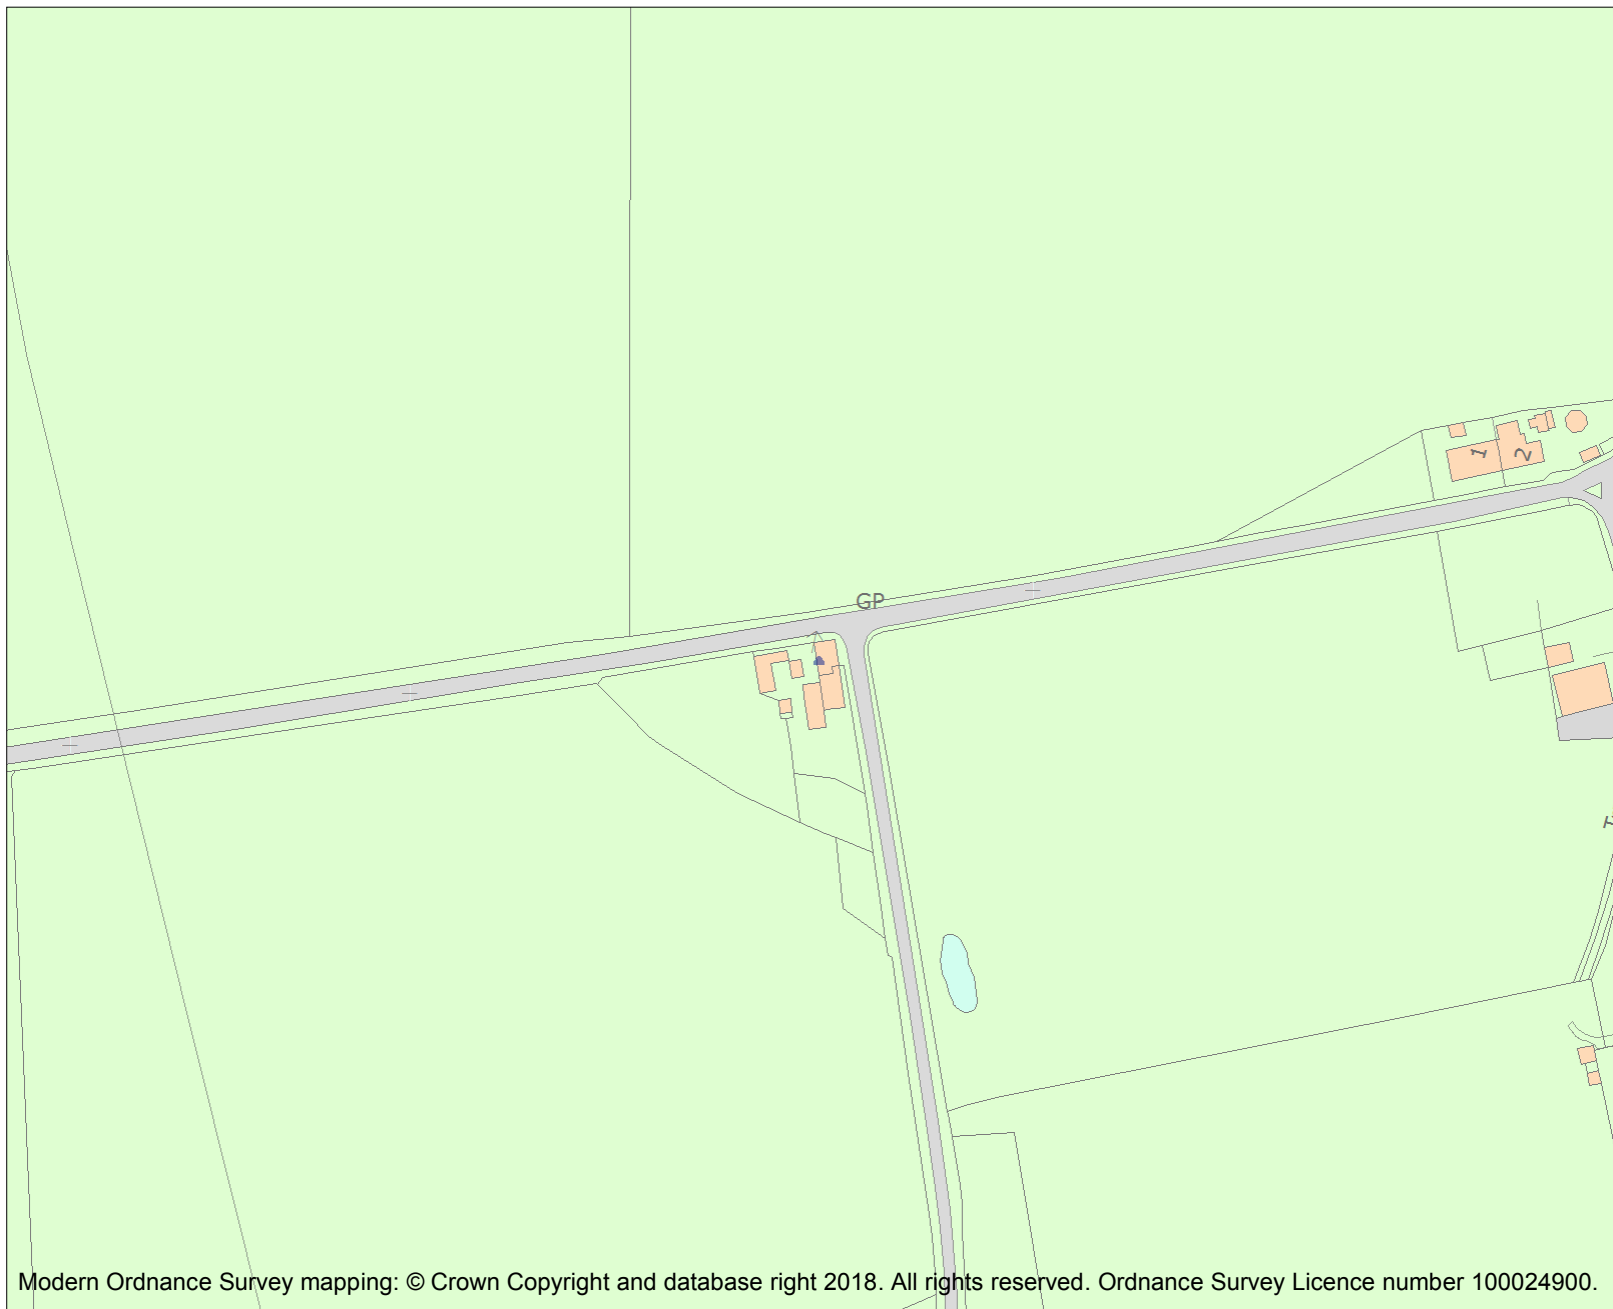 1
2
GP
Modern Ordnance Survey mapping: © Crown Copyright and database right 2018. All rights reserved. Ordnance Survey Licence number 100024900.